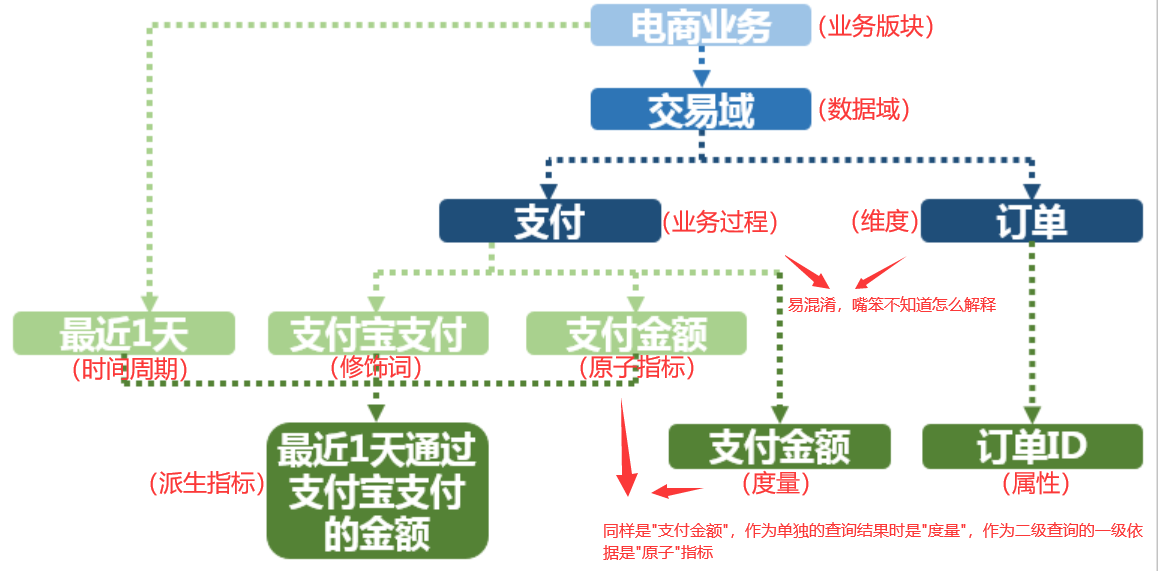 电商业务
（业务版块）
交易域
（数据域）
支付
（业务过程）
（维度）
订单
易混淆，嘴笨不知道怎么解释
最近1天
支付宝支付
支付金额
（时间周期）
（修饰词）
（原子指标）
最近1天通过
支付宝支付
的金额
（派生指标）
支付金额
订单ID
（度量）
（属性）
同样是"支付金额"，作为单独的查询结果时是"度量"，作为二级查询的一级依
据是"原子"指标